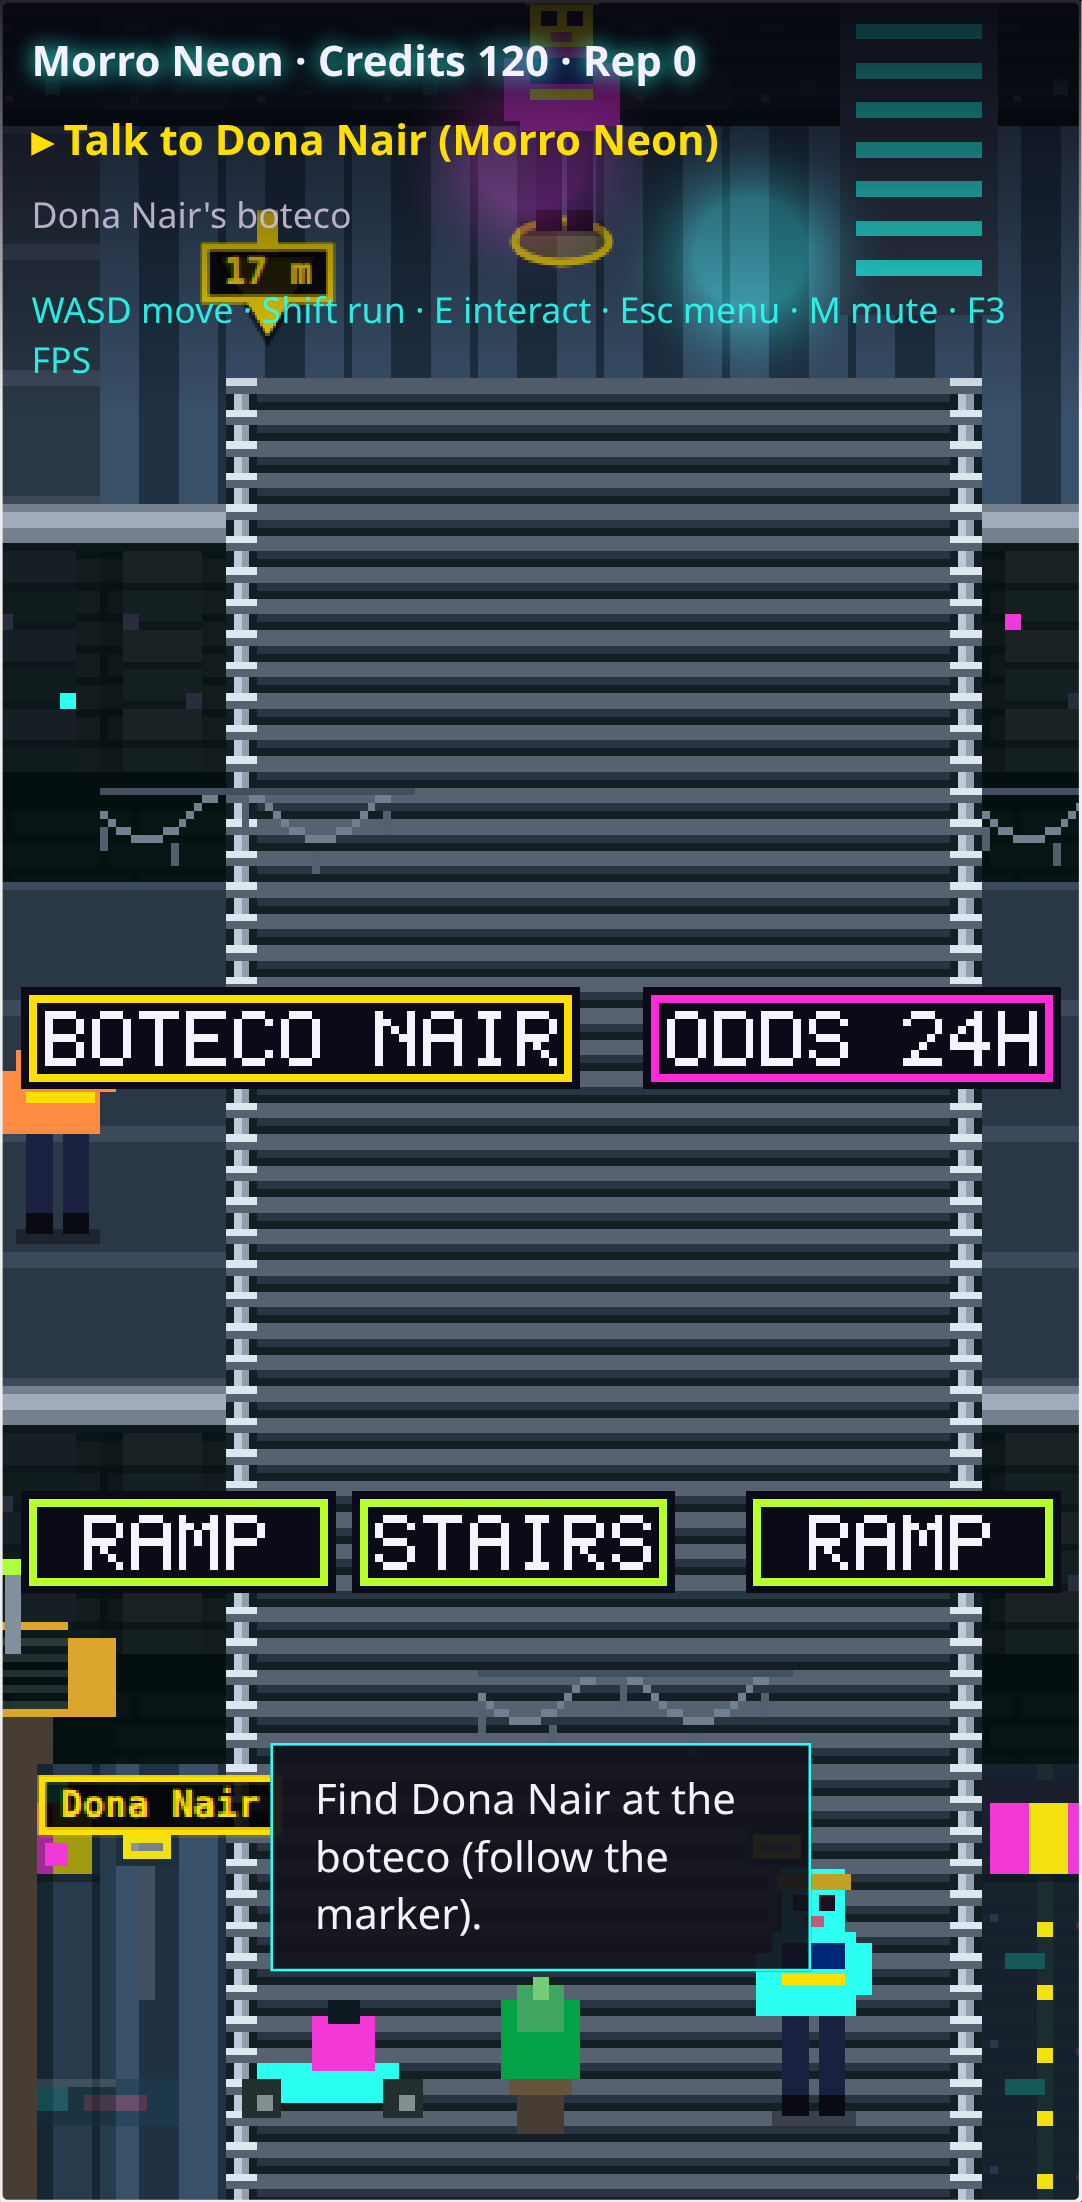 Morro Neon · Credits 120 · Rep 0
▸ Talk to Dona Nair (Morro Neon)
Dona Nair's boteco
17 m
WASD move · Shift run · E interact · Esc menu · M mute · F3
FPS
BOTECO NAIR
ODDS 24H
RAMP
STAIRS
RAMP
Dona Nair
Find Dona Nair at the
boteco (follow the
marker).